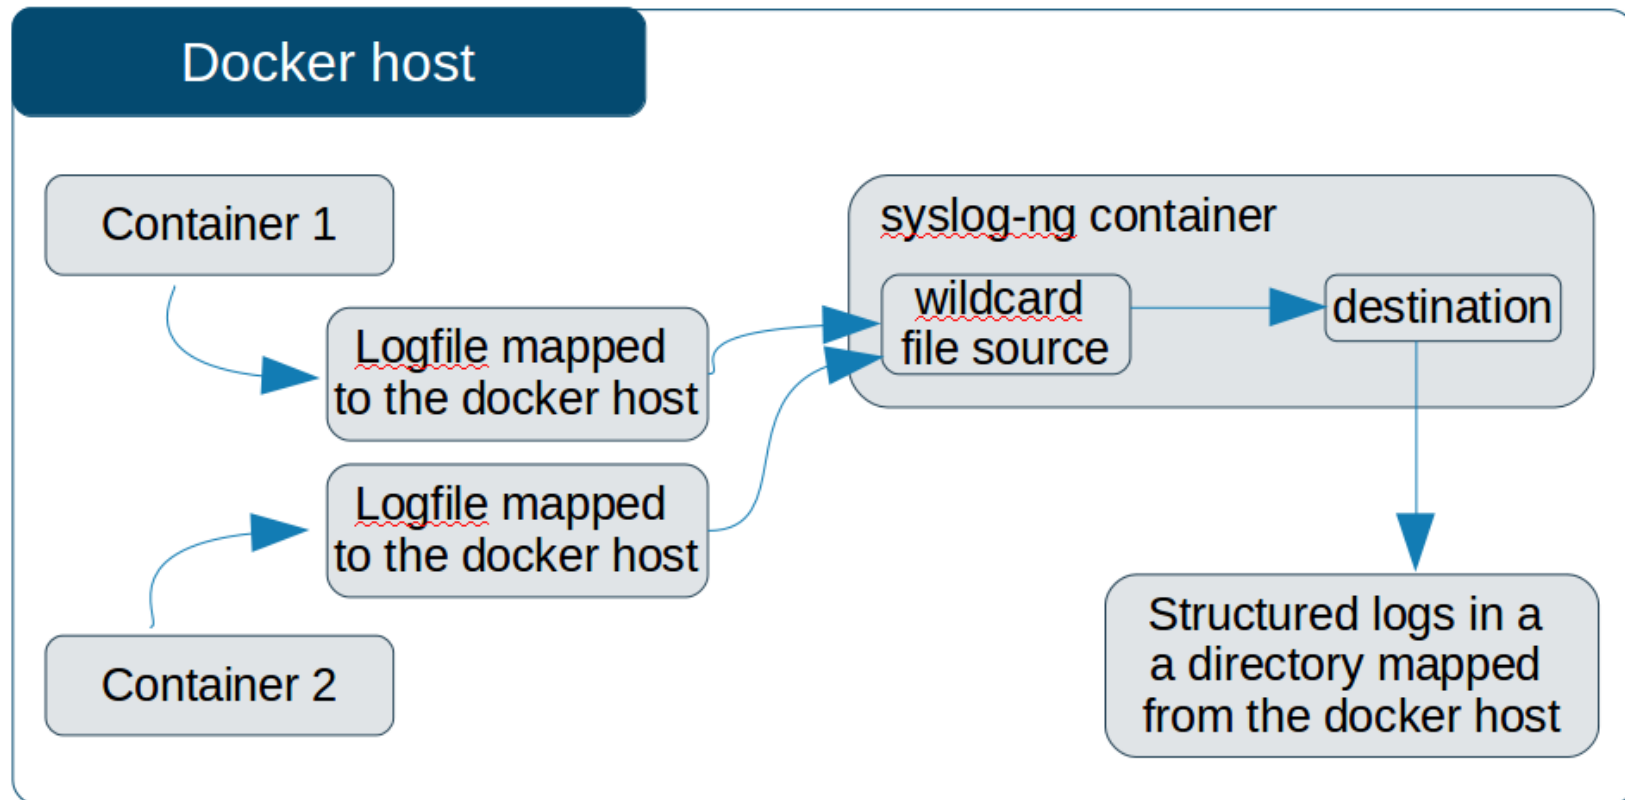 Docker host
Container 1
Logfile mapped
to the docker host
Logfile mapped
to the docker host
Container 2
syslog-ng container
wildcard
file source
destination
Structured logs in a
a directory mapped
from the docker host